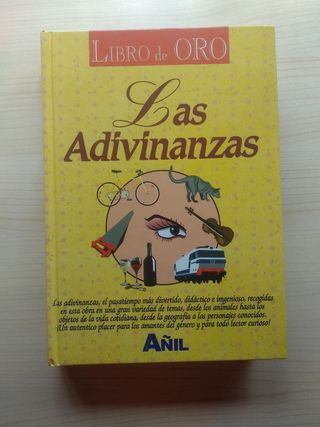 LIBRO de ORO
Las
Adivinanzas
Las adivinanzas, el pasatiempo más divertido, didáctico e ingenioso, recogidas
en esta obra en una gran variedad de temas, desde los animales hasta los
objetos de la vida cotidiana, desde la geografía a los personajes conocidos.
¡Un autentico placer para los amantes del género y para todo lector curioso!
AÑIL